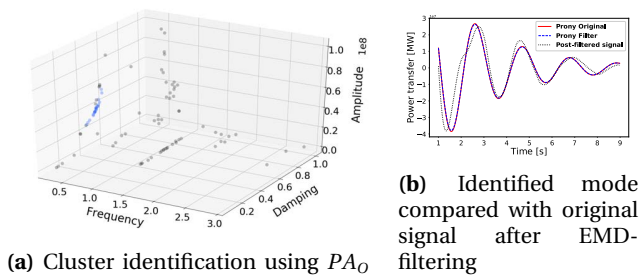 1e8
1.0
0.8
0.6
0.4
0.2
0.0
Amplitude
0.5
1.0
1.5
2.0
2.5
3.0
Frequency
0.2
0.4
0.6
0.8
1.0
Damping
(a) Cluster identification using PAO
3
2
1
0
−1
−2
−3
−4
Power transfer [MW]
Prony Original
Prony Filter
Post-filtered signal
1 2 3 4 5 6 7 8 9
Time [s]
(b) Identified mode
compared with original
signal after EMD-
filtering